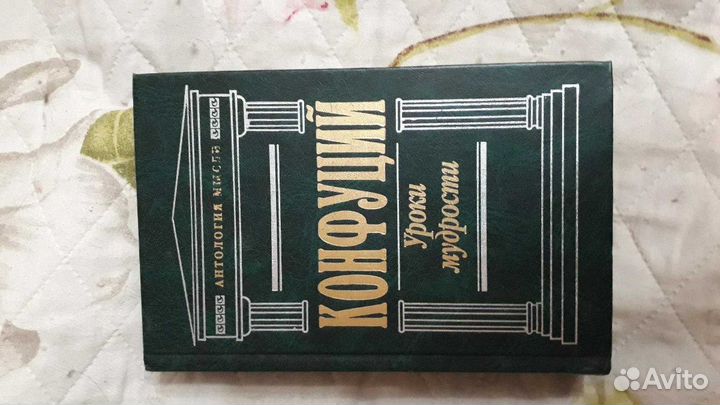 АНТОЛОГИЯ МЫСЛИ
КОНФУЦИЙ
Уроки
мудрости
Avito